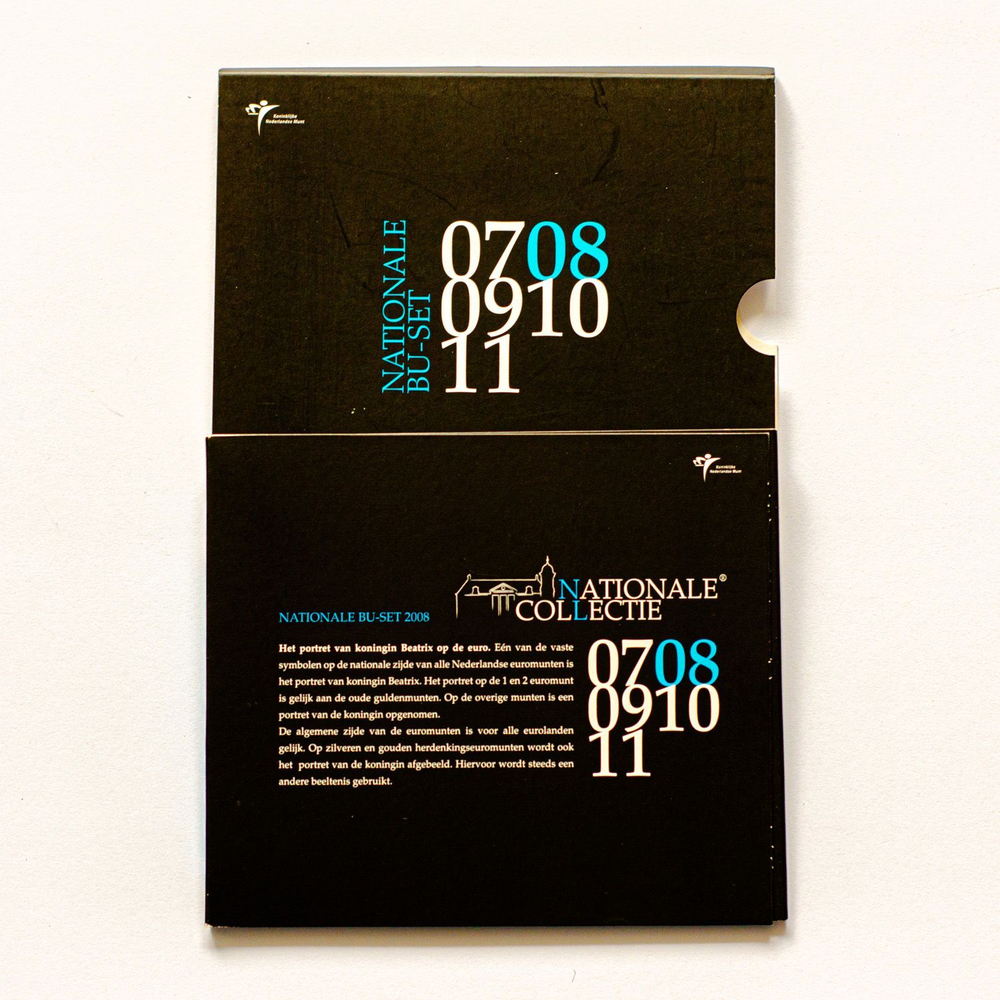 Koninklijke
Nederlandse Munt
NATIONALE
BU-SET
0708
0910
11
Koninklijke
Nederlandse Munt
NATIONALE®
COLLECTIE
NATIONALE BU-SET 2008
Het portret van koningin Beatrix op de euro. Eén van de vaste
symbolen op de nationale zijde van alle Nederlandse euromunten is
het portret van koningin Beatrix. Het portret op de 1 en 2 euromunt
is gelijk aan de oude guldenmunten. Op de overige munten is een
portret van de koningin opgenomen.
De algemene zijde van de euromunten is voor alle eurolanden
gelijk. Op zilveren en gouden herdenkingseuromunten wordt ook
het portret van de koningin afgebeeld. Hiervoor wordt steeds een
andere beeltenis gebruikt.
0708
0910
11